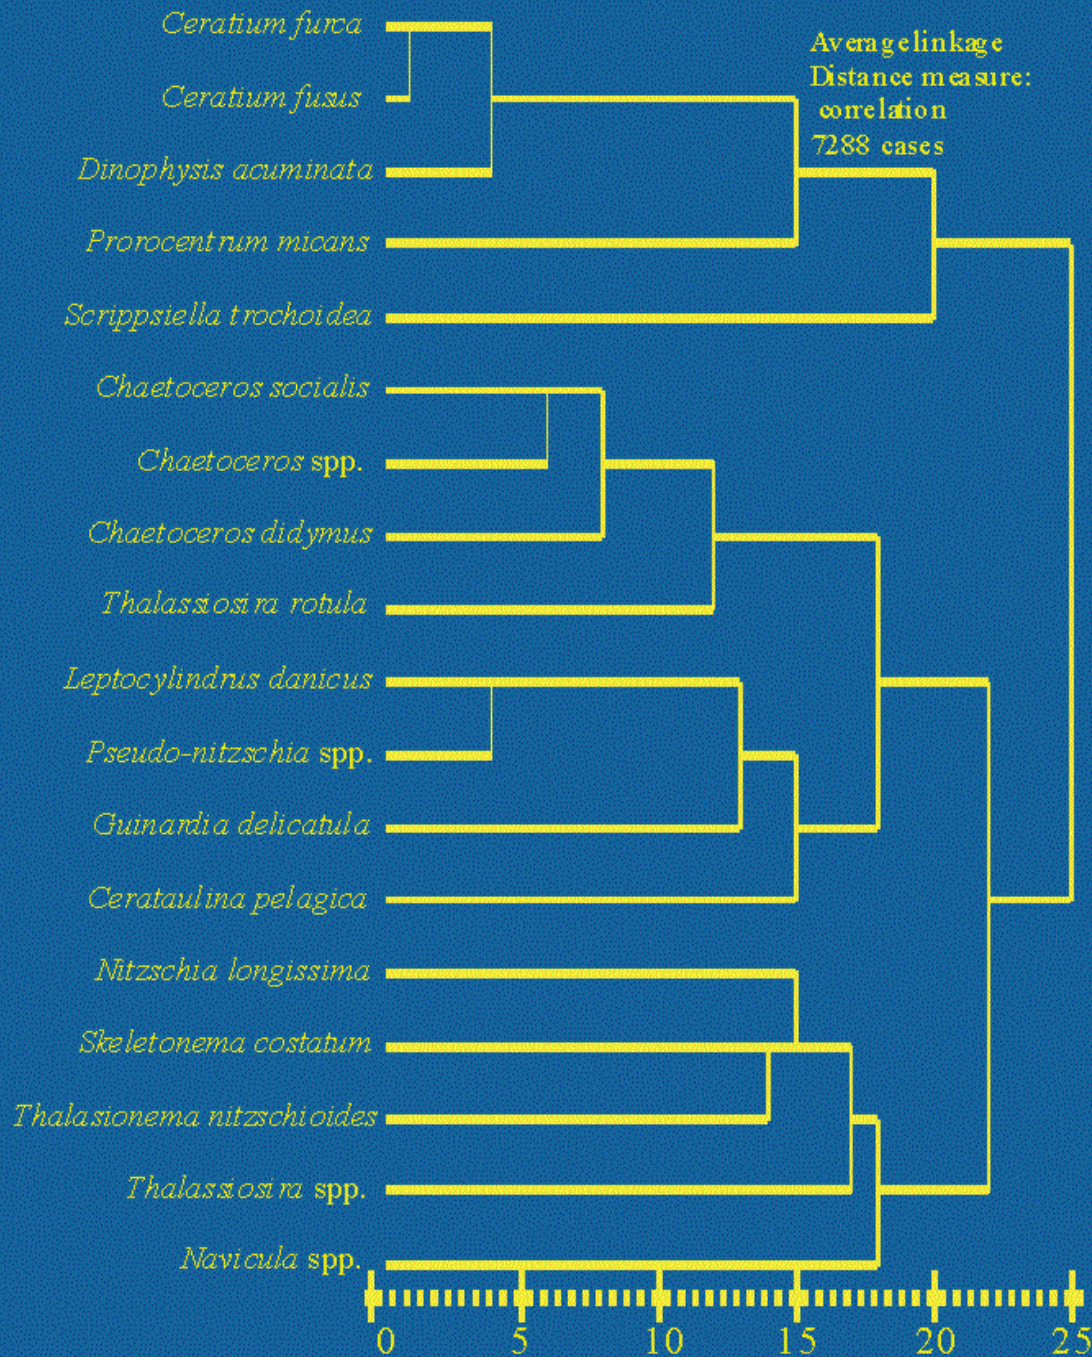 Ceratium furca
Average linkage
Distance measure:
Ceratium fusus
correlation
7288 cases
Dinophysis acuminata
Prorocentrum micans
Scrippsiella trochoidea
Chaetoceros socialis
Chaetoceros spp.
Chaetoceros didymus
Thalassiosira rotula
Leptocylindrus danicus
Pseudo-nitzschia spp.
Guinardia delicatula
Cerataulina pelagica
Nitzschia longissima
Skeletonema costatum
Thalasionema nitzschioides
Thalassiosira spp.
Navicula spp.
0 5 10 15 20 25